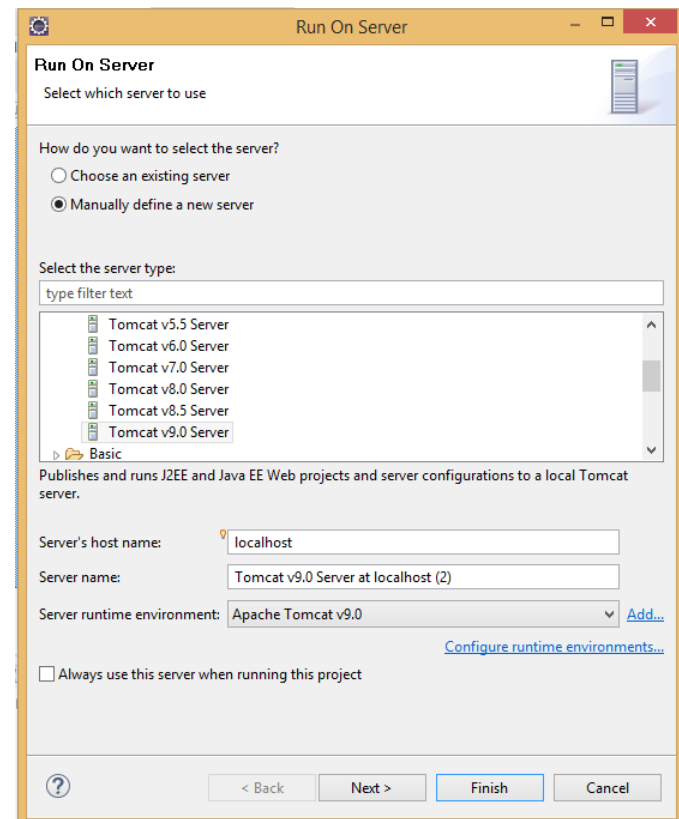 Run On Server
Run On Server
Select which server to use
How do you want to select the server?
Choose an existing server
Manually define a new server
Select the server type:
type filter text
Tomcat v5.5 Server
Tomcat v6.0 Server
Tomcat v7.0 Server
Tomcat v8.0 Server
Tomcat v8.5 Server
Tomcat v9.0 Server
Basic
Publishes and runs J2EE and Java EE Web projects and server configurations to a local Tomcat
server.
Server's host name: localhost
Server name: Tomcat v9.0 Server at localhost (2)
Server runtime environment: Apache Tomcat v9.0 Add...
Configure runtime environments...
Always use this server when running this project
? < Back Next > Finish Cancel